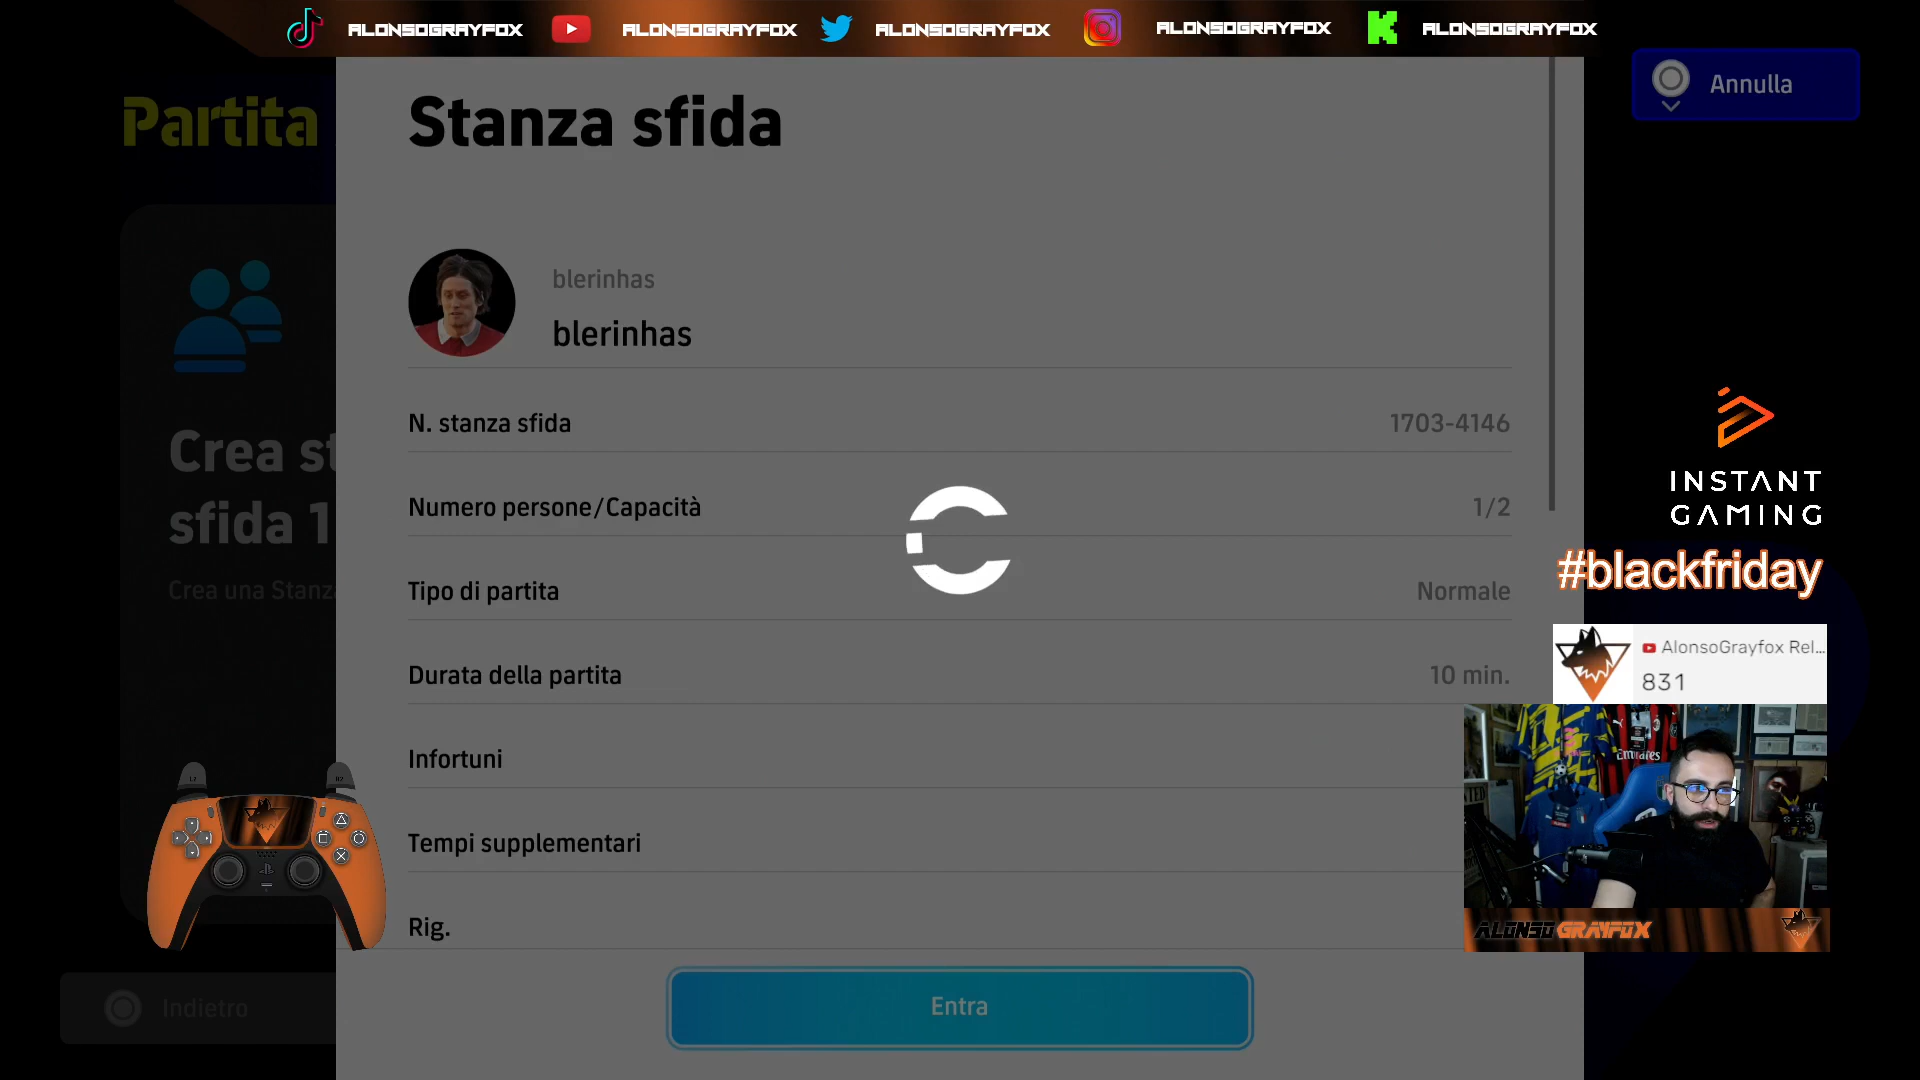 ALONSOGRAYFOX
ALONSOGRAYFOX
ALONSOGRAYFOX
ALONSOGRAYFOX
ALONSOGRAYFOX
Annulla
Partita
Stanza sfida
blerinhas
blerinhas
N. stanza sfida
1703-4146
Numero persone/Capacità
1/2
Tipo di partita
Normale
Durata della partita
10 min.
Infortuni
Tempi supplementari
Rig.
Crea st
sfida 1
Crea una Stanza
Indietro
Entra
INSTANT
GAMING
#blackfriday
AlonsoGrayfox Rel...
831
Emirates
ALONSO GRAYFOX